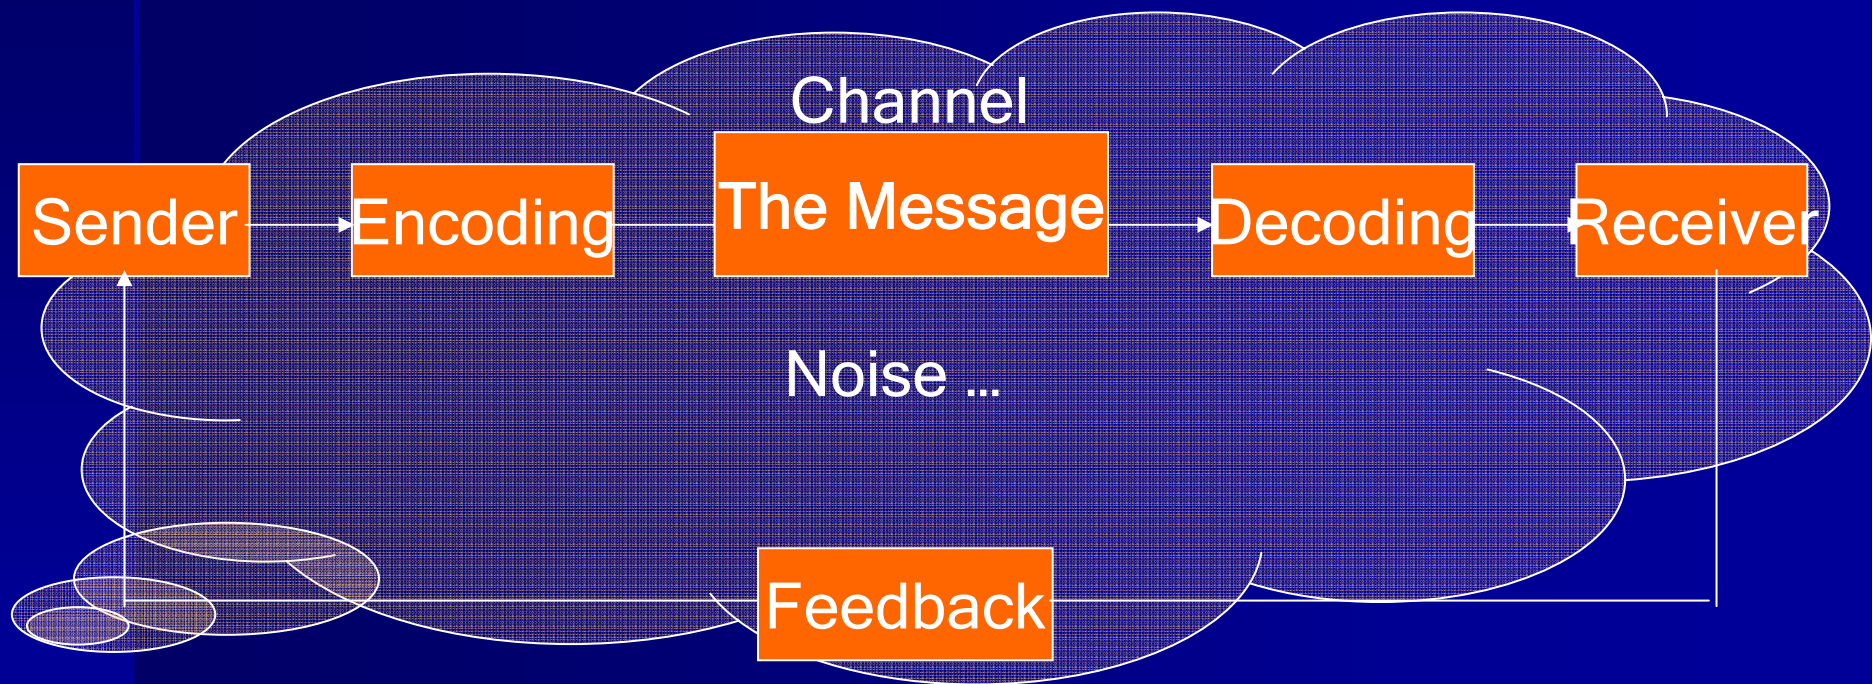 Channel
Sender
Encoding
The Message
Decoding
Receiver
Noise ...
Feedback